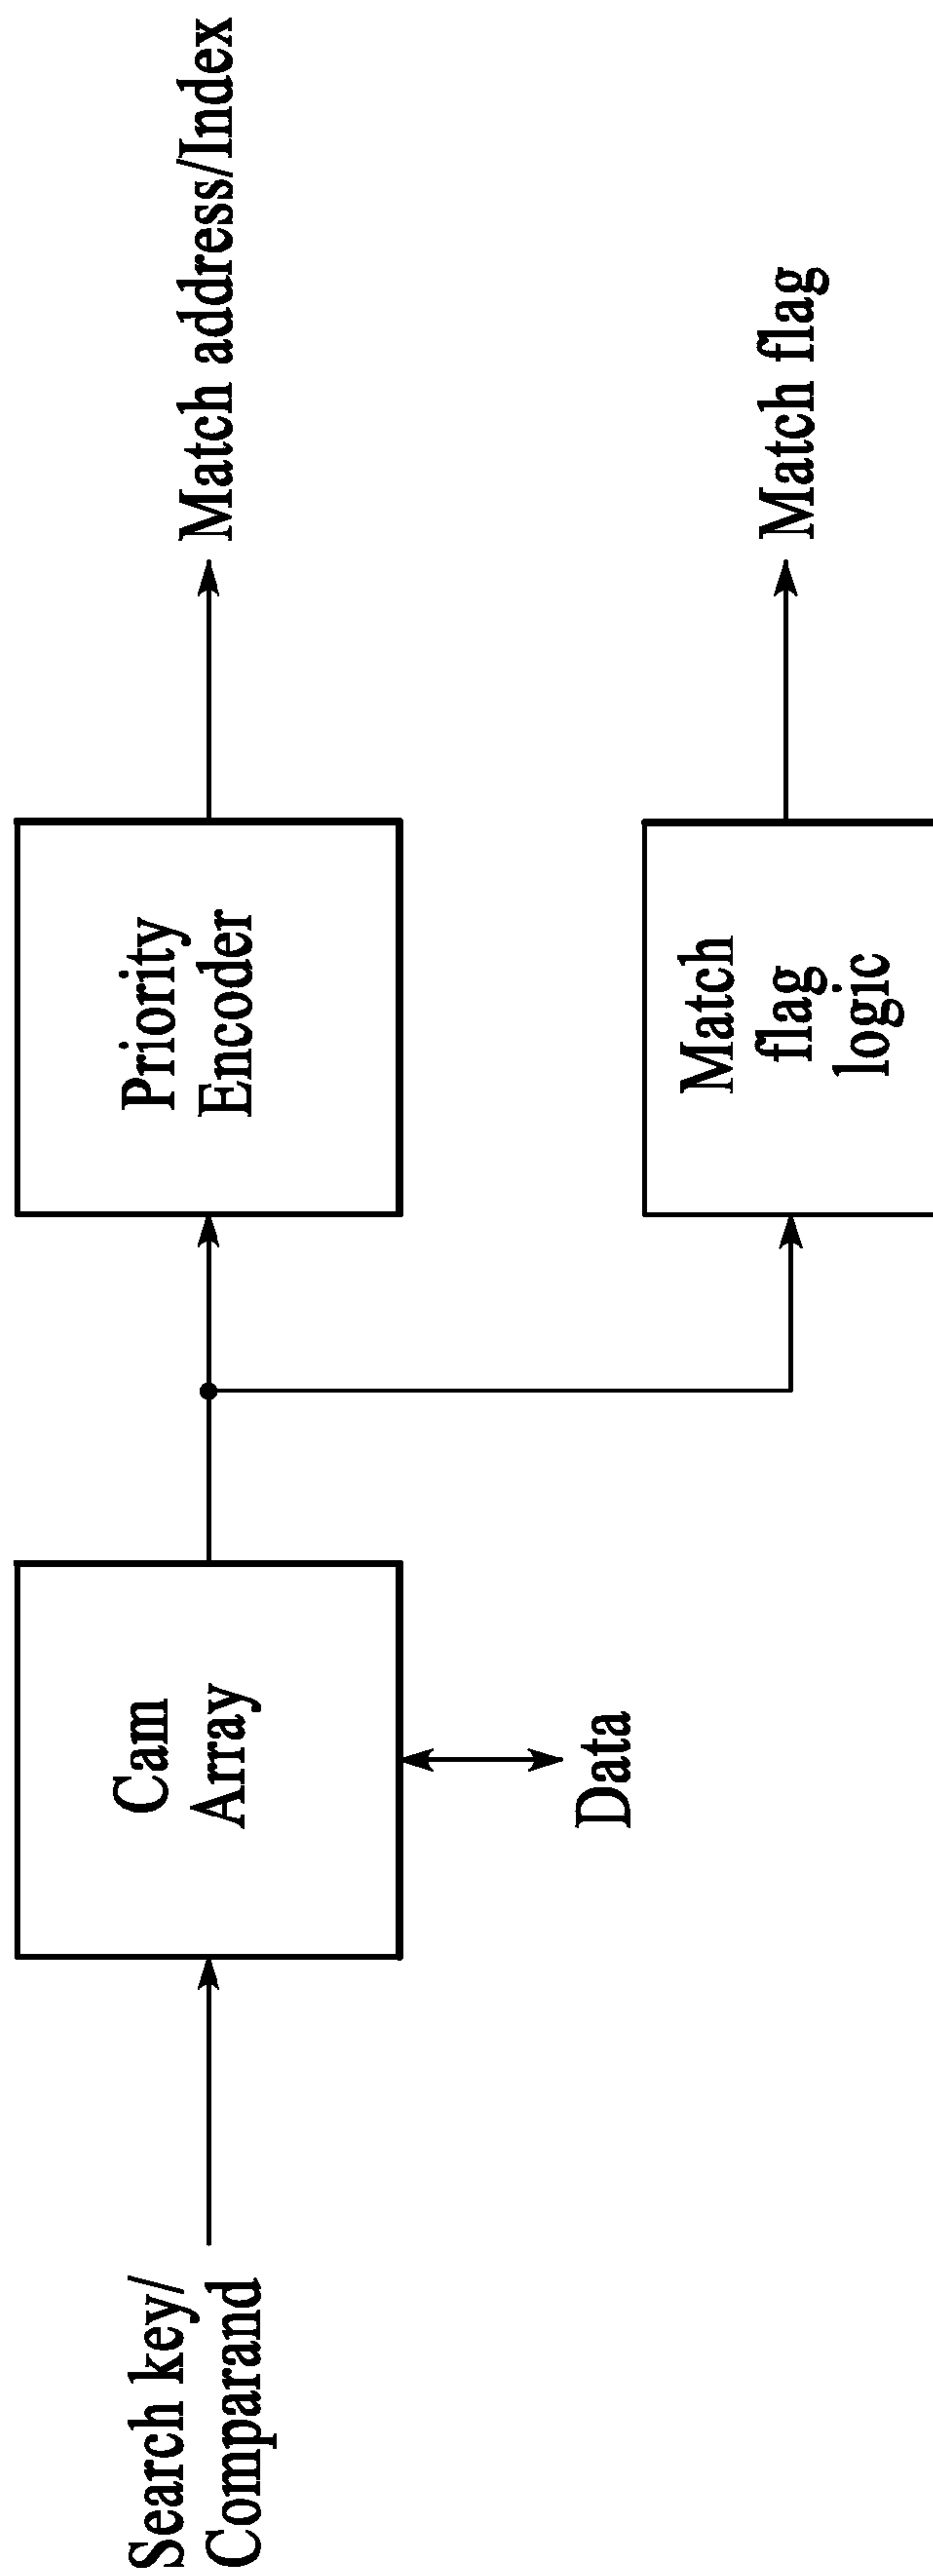 Search key/
Comparand
Cam
Array
Data
Priority
Encoder
Match address/Index
Match
flag
logic
Match flag